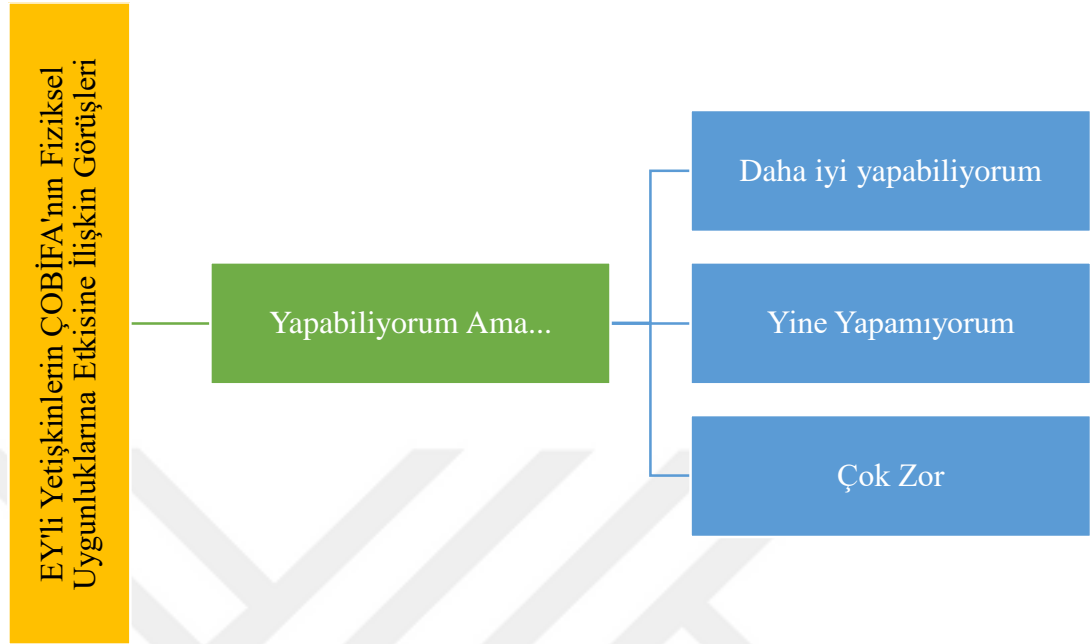 EY'li Yetişkinlerin ÇOBİFA'nın Fiziksel
Uygunluklarına Etkisine İlişkin Görüşleri
Yapabiliyorum Ama...
Daha iyi yapabiliyorum
Yine Yapamıyorum
Çok Zor